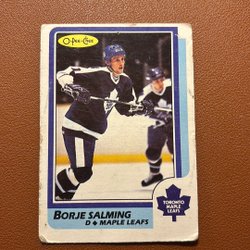 O-Pee-Chee
BORJE SALMING
D ◆ MAPLE LEAFS
TORONTO
MAPLE
LEAFS